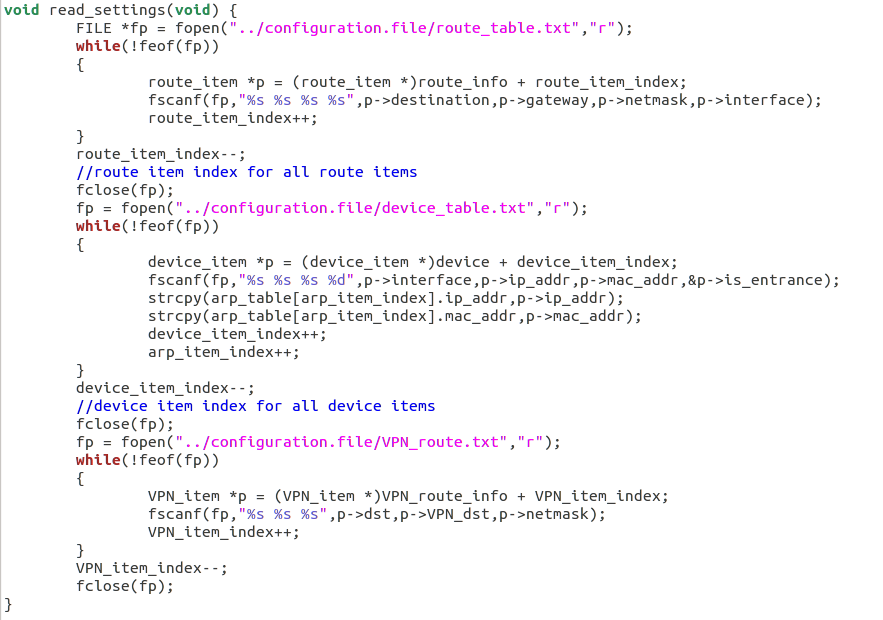 void read_settings(void) {
        FILE *fp = fopen("../configuration.file/route_table.txt","r");
        while(!feof(fp))
        {
                route_item *p = (route_item *)route_info + route_item_index;
                fscanf(fp,"%s %s %s %s",p->destination,p->gateway,p->netmask,p->interface);
                route_item_index++;
        }
        route_item_index--;
        //route item index for all route items
        fclose(fp);
        fp = fopen("../configuration.file/device_table.txt","r");
        while(!feof(fp))
        {
                device_item *p = (device_item *)device + device_item_index;
                fscanf(fp,"%s %s %s %d",p->interface,p->ip_addr,p->mac_addr,&p->is_entrance);
                strcpy(arp_table[arp_item_index].ip_addr,p->ip_addr);
                strcpy(arp_table[arp_item_index].mac_addr,p->mac_addr);
                device_item_index++;
                arp_item_index++;
        }
        device_item_index--;
        //device item index for all device items
        fclose(fp);
        fp = fopen("../configuration.file/VPN_route.txt","r");
        while(!feof(fp))
        {
                VPN_item *p = (VPN_item *)VPN_route_info + VPN_item_index;
                fscanf(fp,"%s %s %s",p->dst,p->VPN_dst,p->netmask);
                VPN_item_index++;
        }
        VPN_item_index--;
        fclose(fp);
}